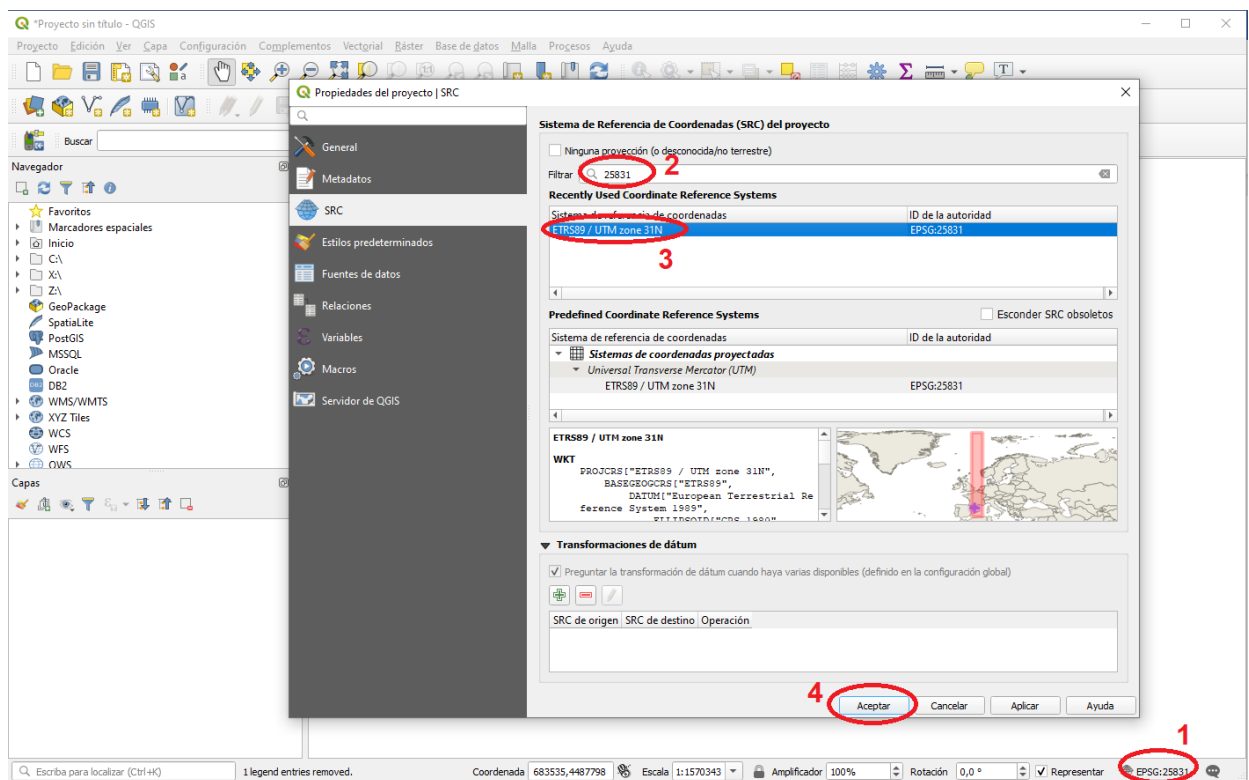 *Proyecto sin título - QGIS
Proyecto Edición Ver Capa Configuración Complementos Vectorial Ráster Base de datos Malla Procesos Ayuda
Buscar
Navegador
Favoritos
Marcadores espaciales
Inicio
C:\
X:\
Z:\
GeoPackage
SpatiaLite
PostGIS
MSSQL
Oracle
DB2
WMS/WMTS
XYZ Tiles
WCS
WFS
OWS
Capas
Propiedades del proyecto | SRC
General
Metadatos
SRC
Estilos predeterminados
Fuentes de datos
Relaciones
Variables
Macros
Servidor de QGIS
Sistema de Referencia de Coordenadas (SRC) del proyecto
Ninguna proyección (o desconocida/no terrestre)
Filtrar 25831 2
Recently Used Coordinate Reference Systems
Sistema de referencia de coordenadas ID de la autoridad
ETRS89 / UTM zone 31N EPSG:25831
3
Predefined Coordinate Reference Systems Esconder SRC obsoletos
Sistema de referencia de coordenadas ID de la autoridad
Sistemas de coordenadas proyectadas
Universal Transverse Mercator (UTM)
ETRS89 / UTM zone 31N EPSG:25831
ETRS89 / UTM zone 31N
WKT
PROJCRS["ETRS89 / UTM zone 31N",
BASEGEOGCRS["ETRS89",
DATUM["European Terrestrial Re
ference System 1989",
ELLIPSOID["GRS 1980",
Transformaciones de dátum
Preguntar la transformación de dátum cuando haya varias disponibles (definido en la configuración global)
SRC de origen SRC de destino Operación
4
Aceptar Cancelar Aplicar Ayuda
1
Escriba para localizar (Ctrl+K) 1 legend entries removed. Coordenada 683535,4487798 Escala 1:1570343 Amplificador 100% Rotación 0,0 ° Representar EPSG:25831